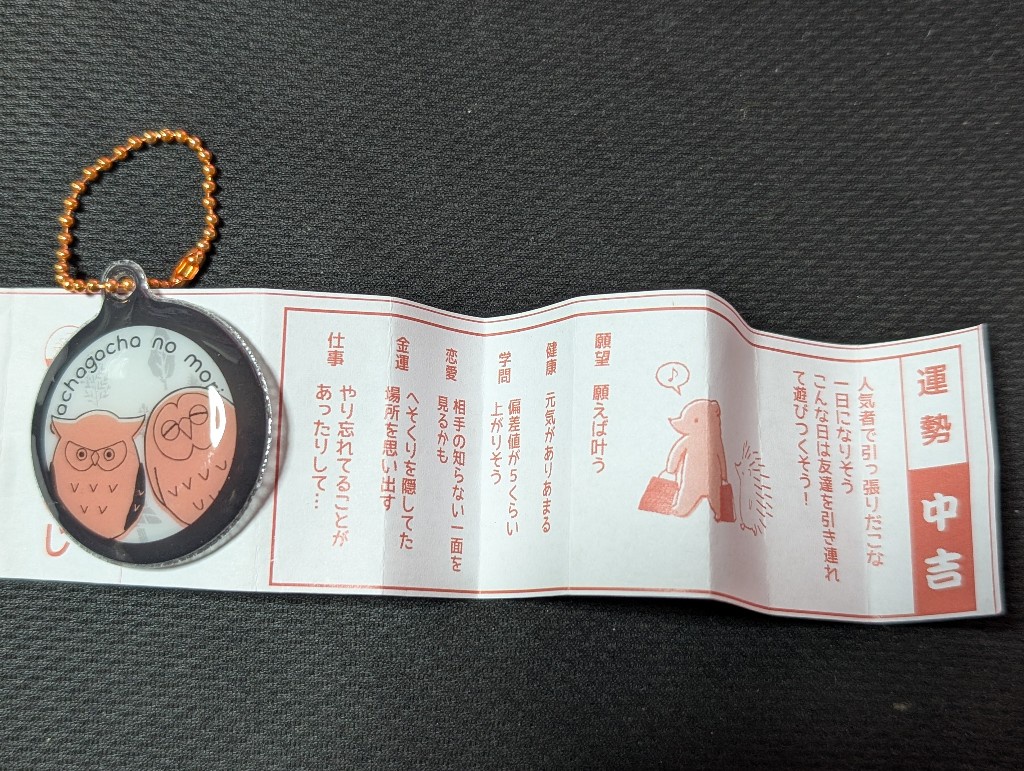 運勢
中吉
人気者で引っ張りだこな
一日になりそう
こんな日は友達を引き連れ
て遊びつくそう!
願望
願えば叶う
健康
元気がありあまる
学問
偏差値が5くらい
上がりそう
恋愛
相手の知らない一面を
見るかも
金運
へそくりを隠してた
場所を思い出す
仕事
やり忘れてることが
あったりして…
じ
achagacha no mo